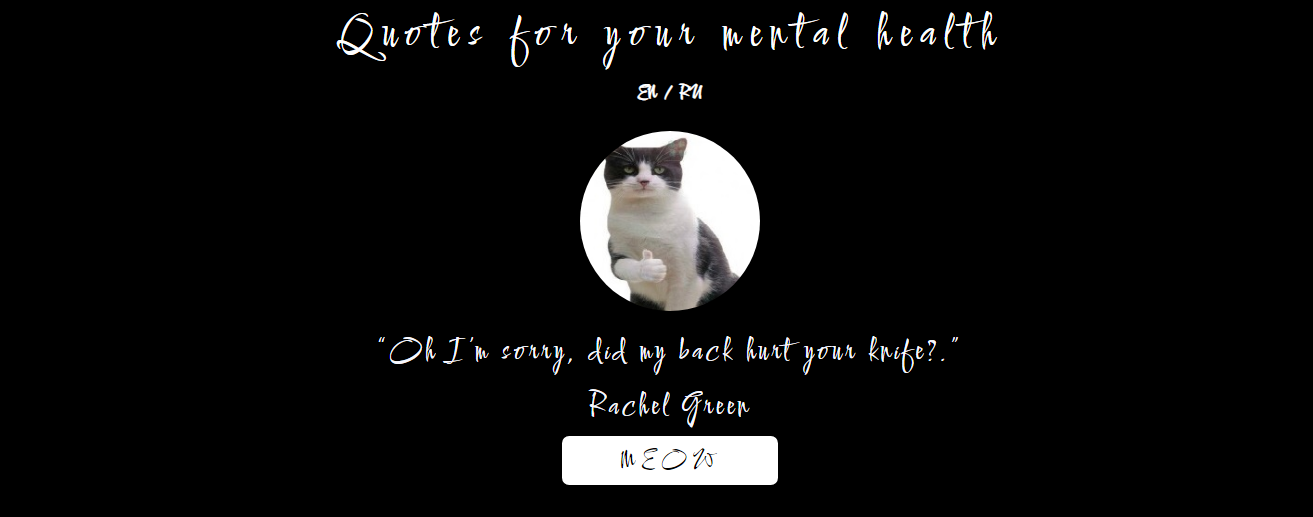 Quotes for your mental health
EN / RU
“Oh I'm sorry, did my back hurt your knife?.”
Rachel Green
MEOW